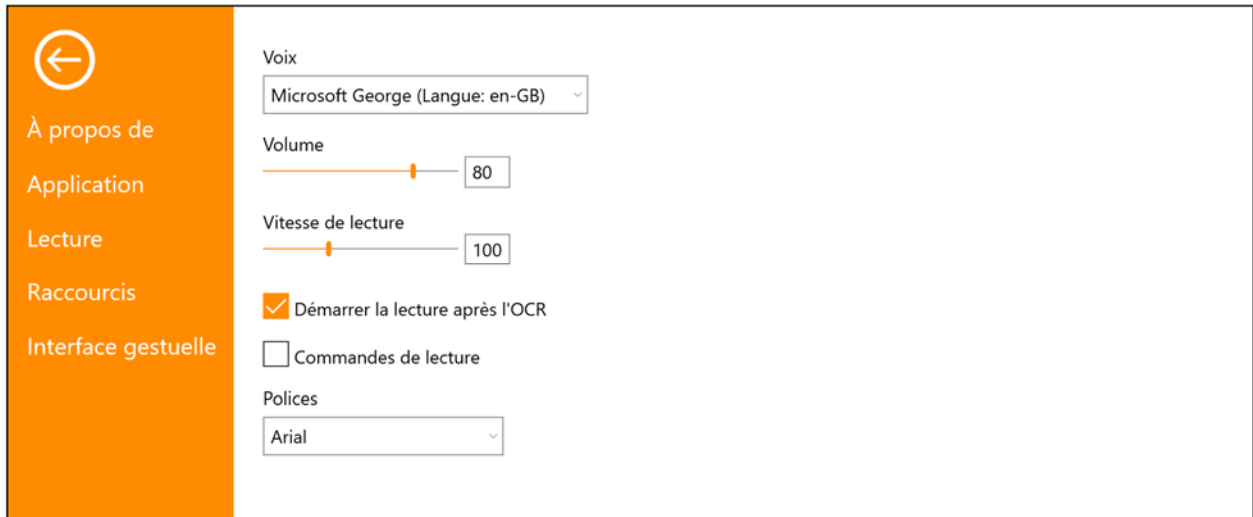 À propos de
Application
Lecture
Raccourcis
Interface gestuelle
Voix
Microsoft George (Langue: en-GB)
Volume
80
Vitesse de lecture
100
Démarrer la lecture après l'OCR
Commandes de lecture
Polices
Arial